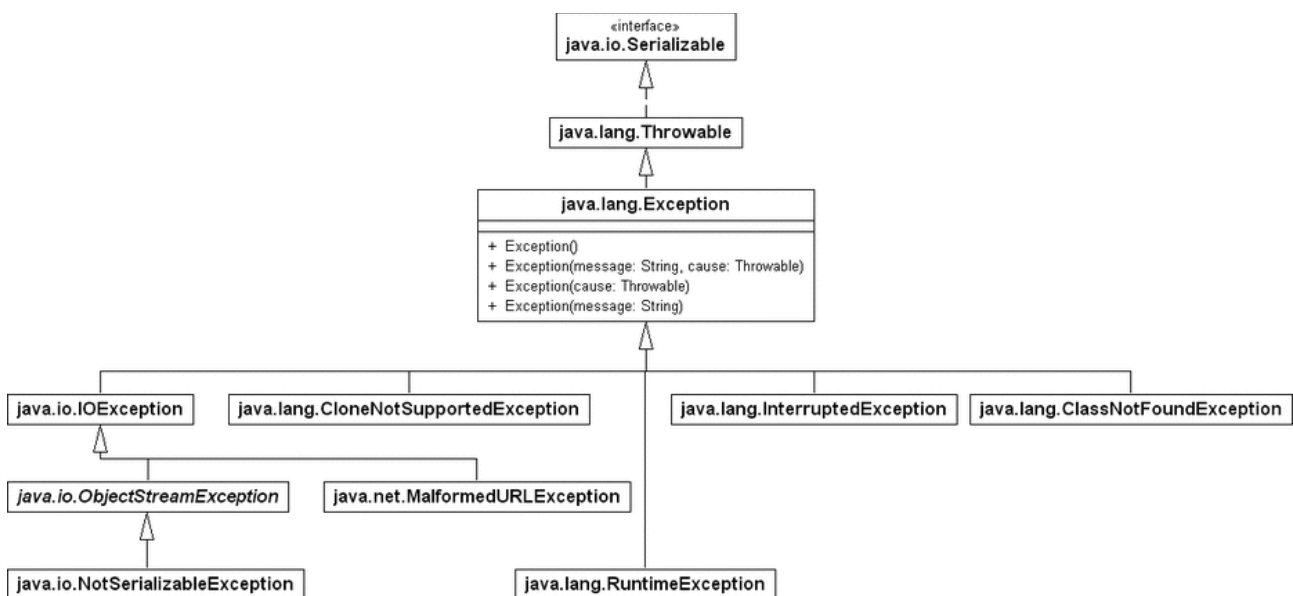 «interface»
java.io.Serializable
java.lang.Throwable
java.lang.Exception
+ Exception()
+ Exception(message: String, cause: Throwable)
+ Exception(cause: Throwable)
+ Exception(message: String)
java.io.IOException
java.lang.CloneNotSupportedException
java.lang.InterruptedException
java.lang.ClassNotFoundException
java.io.ObjectStreamException
java.net.MalformedURLException
java.io.NotSerializableException
java.lang.RuntimeException